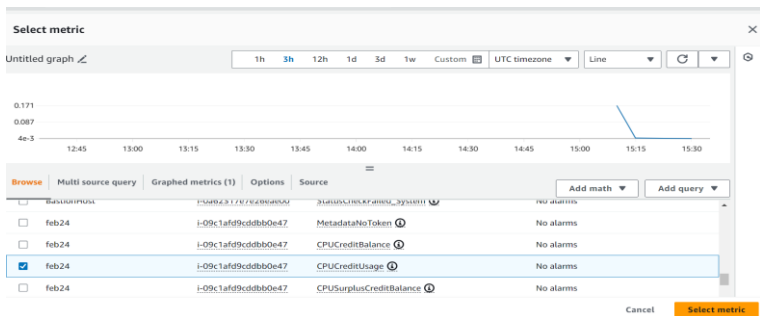 Select metric
Untitled graph
1h 3h 12h 1d 3d 1w Custom UTC timezone Line
0.171
0.087
4e-3
12:45 13:00 13:15 13:30 13:45 14:00 14:15 14:30 14:45 15:00 15:15 15:30
Browse Multi source query Graphed metrics (1) Options Source Add math Add query
BastionHost StatusCheckFailed_System No alarms
feb24 i-09c1afd9cddbb0e47 MetadataNoToken No alarms
feb24 i-09c1afd9cddbb0e47 CPUCreditBalance No alarms
feb24 i-09c1afd9cddbb0e47 CPUCreditUsage No alarms
feb24 i-09c1afd9cddbb0e47 CPUSurplusCreditBalance No alarms
Cancel Select metric